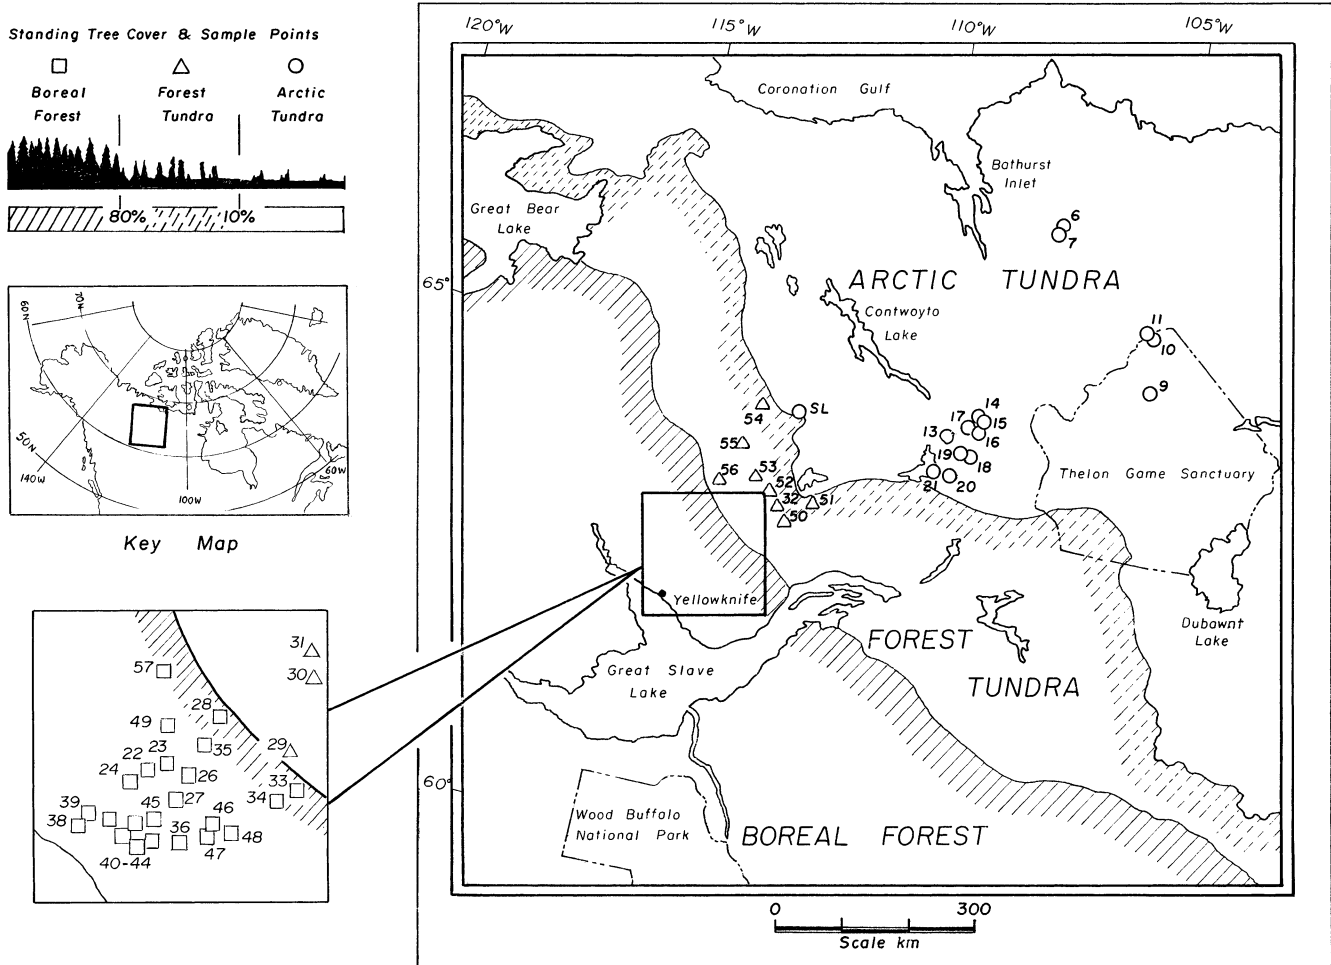 Standing Tree Cover & Sample Points
Boreal
Forest
Forest
Tundra
Arctic
Tundra
80%
10%
60N
70N
50N
140W
100W
60W
Key Map
31
30
57
28
49
29
35
23
22
24
26
33
34
27
39
38
45
46
36
48
47
40-44
120°W
115°W
110°W
105°W
65°
60°
Coronation Gulf
Bathurst
Inlet
Great Bear
Lake
6
7
ARCTIC TUNDRA
Contwoyto
Lake
11
10
9
SL
54
55
56
53
52
32
51
50
14
17
15
13
16
19
18
21
20
Thelon Game Sanctuary
Yellowknife
Dubawnt
Lake
FOREST
TUNDRA
Great Slave
Lake
Wood Buffalo
National Park
BOREAL FOREST
0
300
Scale km